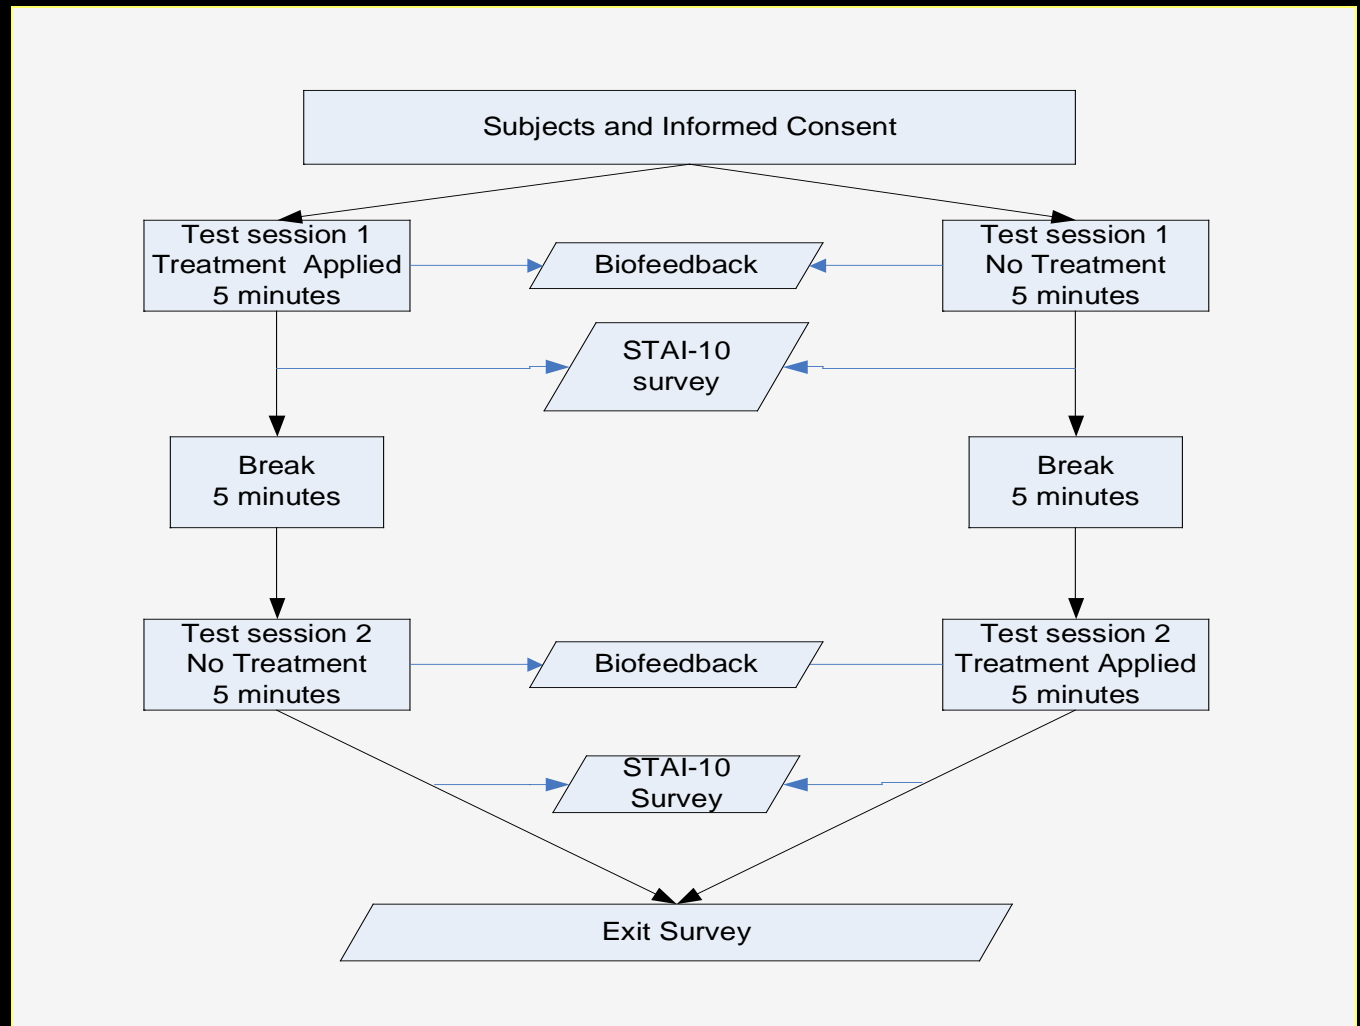 Subjects and Informed Consent
Test session 1
Treatment  Applied
5 minutes
Biofeedback
Test session 1
No Treatment
5 minutes
STAI-10
survey
Break
5 minutes
Break
5 minutes
Test session 2
No Treatment
5 minutes
Biofeedback
Test session 2
Treatment Applied
5 minutes
STAI-10
Survey
Exit Survey